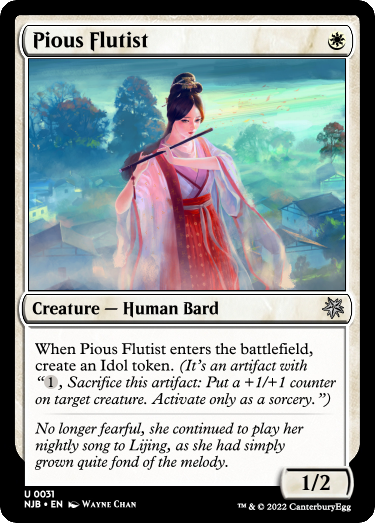 Pious Flutist
Creature — Human Bard
When Pious Flutist enters the battlefield,
create an Idol token. (It's an artifact with
“1, Sacrifice this artifact: Put a +1/+1 counter
on target creature. Activate only as a sorcery.”)
No longer fearful, she continued to play her
nightly song to Lijing, as she had simply
grown quite fond of the melody.
1/2
U 0031
NJB • EN Wayne Chan
™ & © 2022 CanterburyEgg